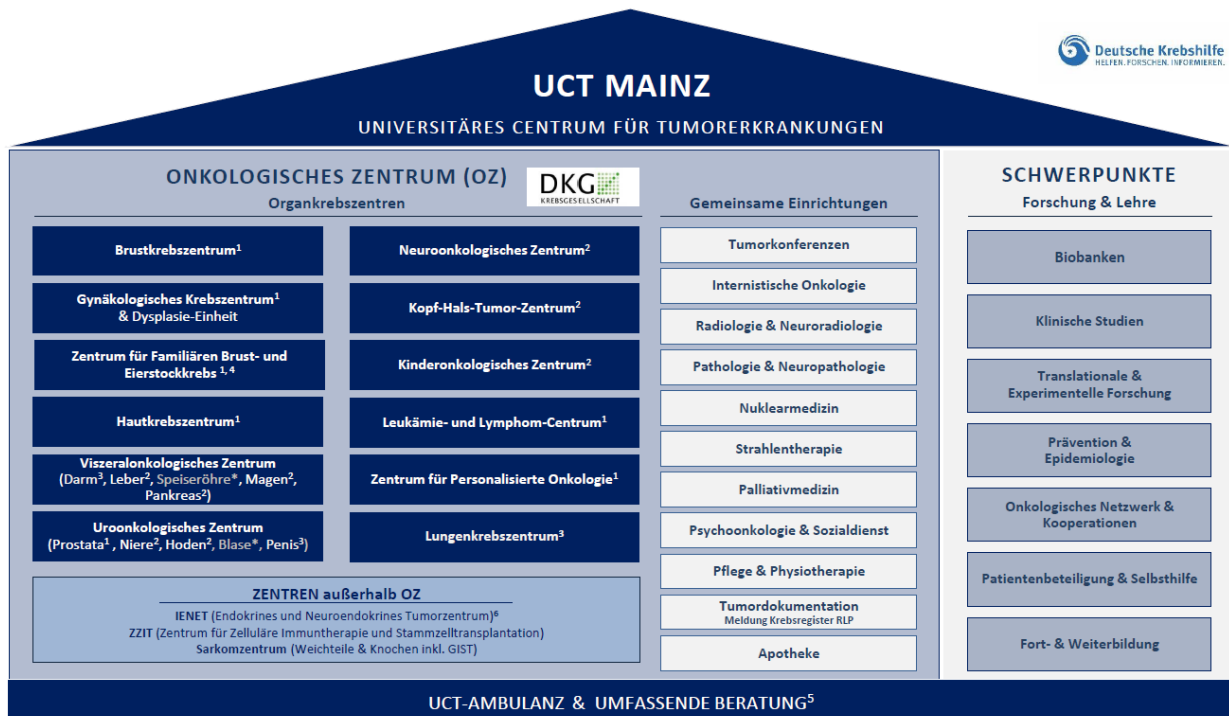 UCT MAINZ
UNIVERSITÄRES CENTRUM FÜR TUMORERKRANKUNGEN
Deutsche Krebshilfe
HELFEN. FORSCHEN. INFORMIEREN.
ONKOLOGISCHES ZENTRUM (OZ)
DKG
KREBSGESELLSCHAFT
Organkrebszentren
Brustkrebszentrum¹
Gynäkologisches Krebszentrum¹
& Dysplasie-Einheit
Zentrum für Familiären Brust- und
Eierstockkrebs ¹,⁴
Hautkrebszentrum¹
Viszeralonkologisches Zentrum
(Darm³, Leber², Speiseröhre*, Magen²,
Pankreas²)
Uroonkologisches Zentrum
(Prostata¹ , Niere², Hoden², Blase*, Penis³)
Neuroonkologisches Zentrum²
Kopf-Hals-Tumor-Zentrum²
Kinderonkologisches Zentrum²
Leukämie- und Lymphom-Centrum¹
Zentrum für Personalisierte Onkologie¹
Lungenkrebszentrum³
ZENTREN außerhalb OZ
IENET (Endokrines und Neuroendokrines Tumorzentrum)⁶
ZZIT (Zentrum für Zelluläre Immuntherapie und Stammzelltransplantation)
Sarkomzentrum (Weichteile & Knochen inkl. GIST)
Gemeinsame Einrichtungen
Tumorkonferenzen
Internistische Onkologie
Radiologie & Neuroradiologie
Pathologie & Neuropathologie
Nuklearmedizin
Strahlentherapie
Palliativmedizin
Psychoonkologie & Sozialdienst
Pflege & Physiotherapie
Tumordokumentation
Meldung Krebsregister RLP
Apotheke
SCHWERPUNKTE
Forschung & Lehre
Biobanken
Klinische Studien
Translationale &
Experimentelle Forschung
Prävention &
Epidemiologie
Onkologisches Netzwerk &
Kooperationen
Patientenbeteiligung & Selbsthilfe
Fort- & Weiterbildung
UCT-AMBULANZ & UMFASSENDE BERATUNG⁵